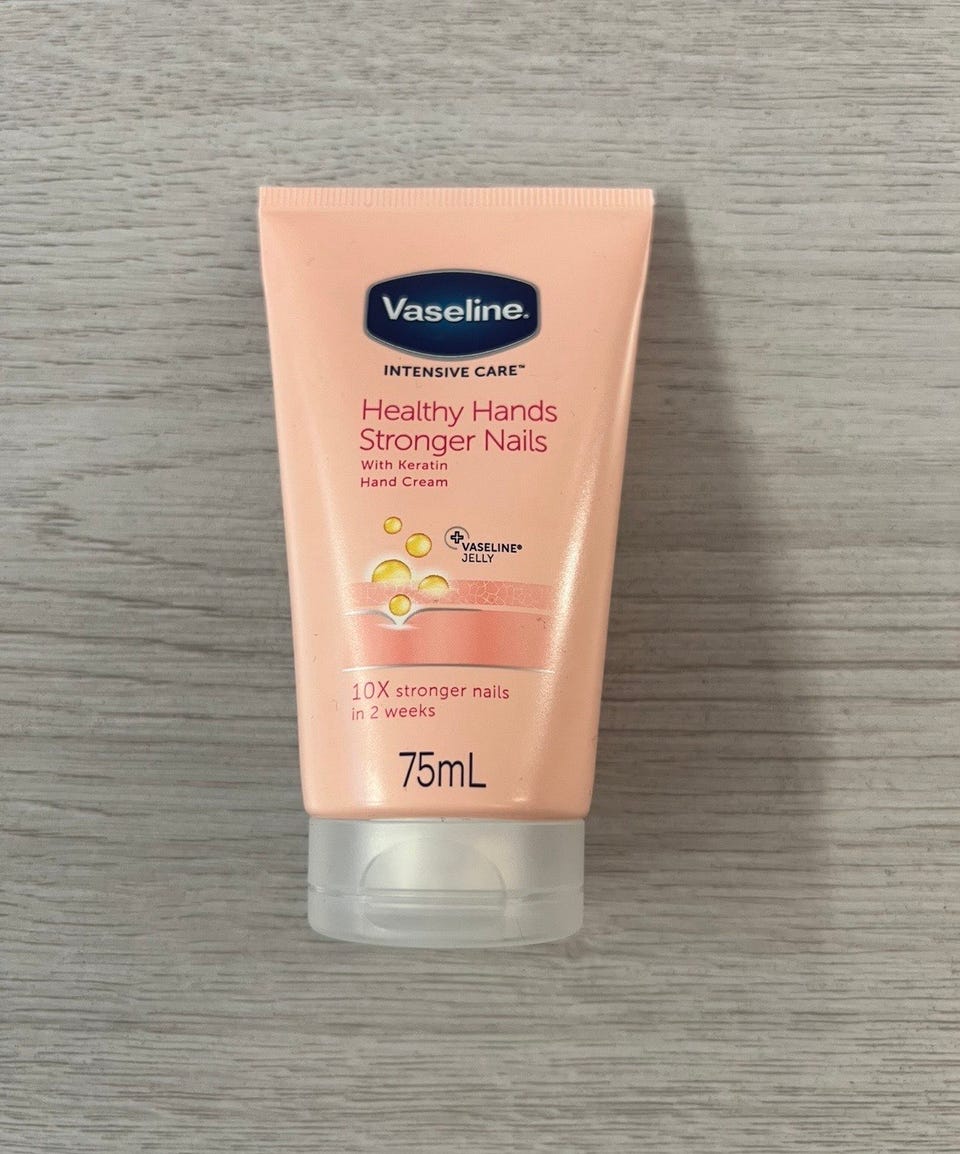 Vaseline®
INTENSIVE CARE™
Healthy Hands
Stronger Nails
With Keratin
Hand Cream
VASELINE®
JELLY
10X stronger nails
in 2 weeks
75mL